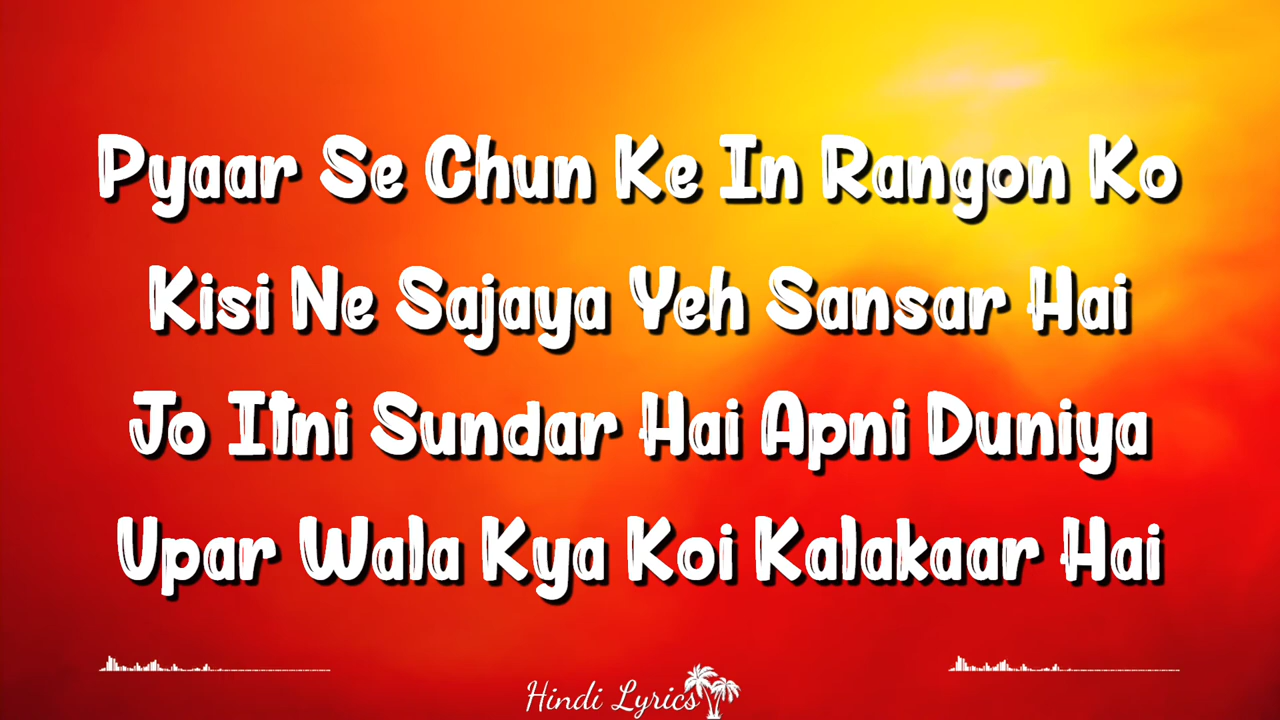 Pyaar Se Chun Ke In Rangon Ko
Kisi Ne Sajaya Yeh Sansar Hai
Jo Itni Sundar Hai Apni Duniya
Upar Wala Kya Koi Kalakaar Hai
Hindi Lyrics